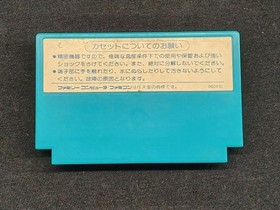 カセットについてのお願い
●精密機器ですので、極端な温度条件下での使用や保管および強い
ショックをさけてください。また、絶対に分解しないでください。
●端子部に手を触れたり、水にぬらしたりして汚さないようにして
ください。故障の原因となります。
ファミリーコンピュータ ファミコンは任天堂の商標です。